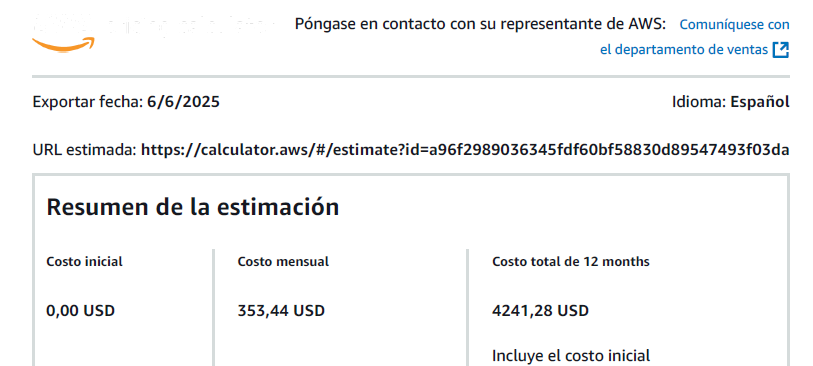 Póngase en contacto con su representante de AWS: Comuníquese con
el departamento de ventas
Exportar fecha: 6/6/2025
Idioma: Español
URL estimada: https://calculator.aws/#/estimate?id=a96f2989036345fdf60bf58830d89547493f03da
Resumen de la estimación
Costo inicial
Costo mensual
Costo total de 12 months
0,00 USD
353,44 USD
4241,28 USD
Incluye el costo inicial